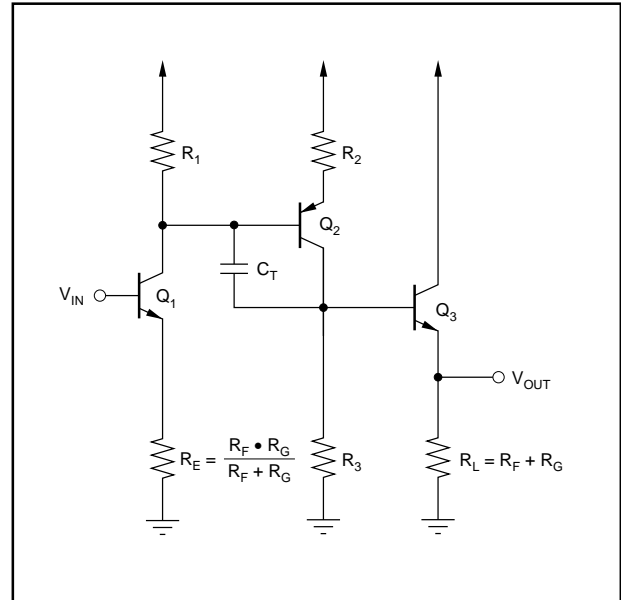 R1
R2
Q2
CT
VIN
Q1
Q3
VOUT
RE = RF • RG / RF + RG
R3
RL = RF + RG